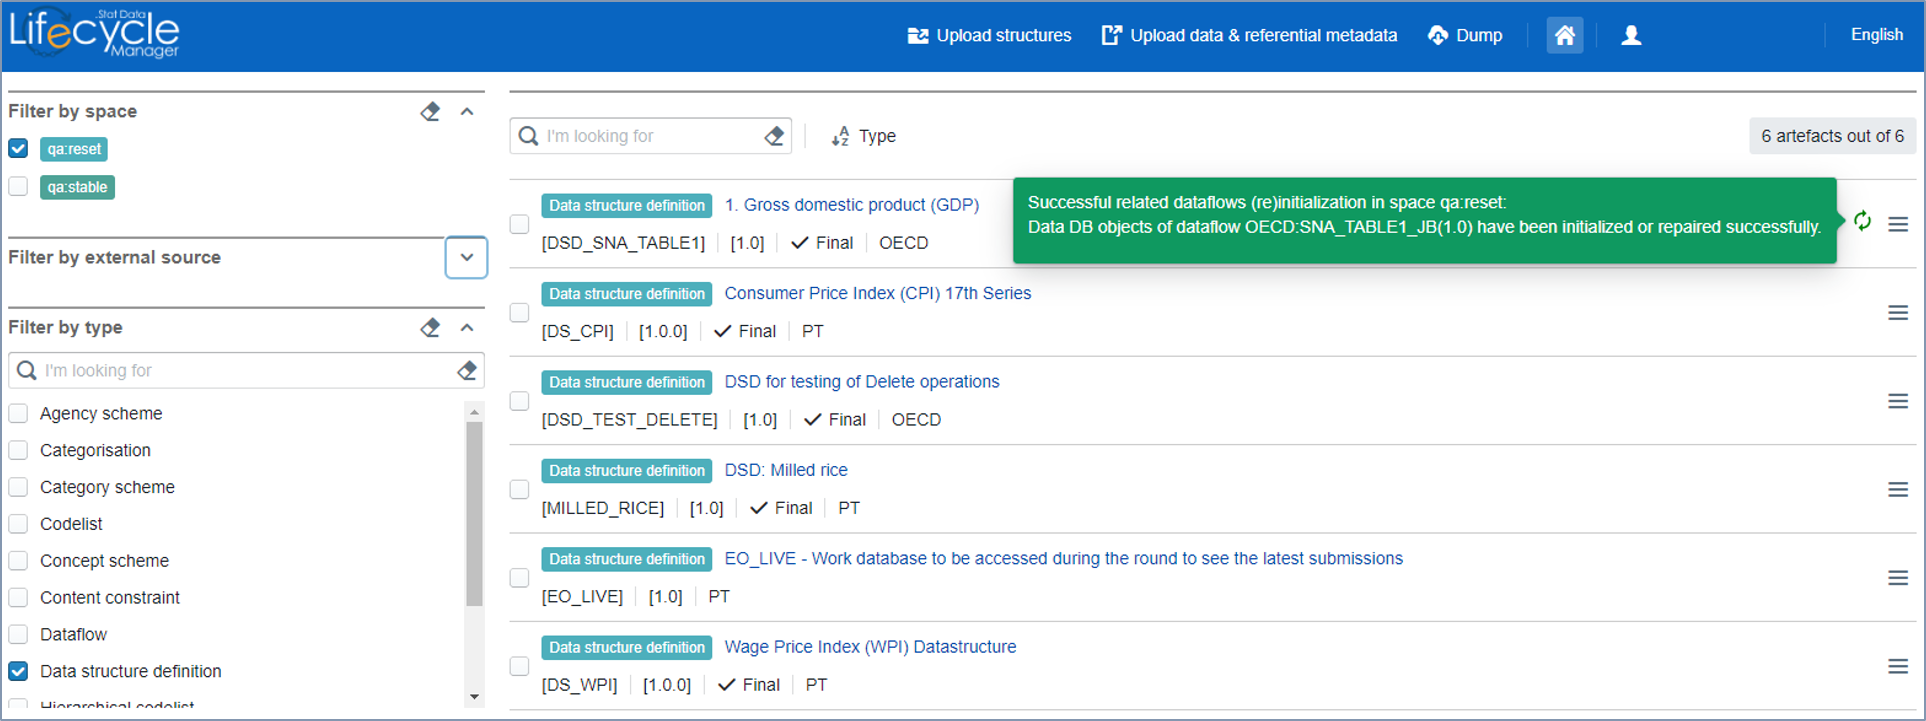 .Stat Data
Lifecycle
Manager
Upload structures
Upload data & referential metadata
Dump
English
Filter by space
qa:reset
qa:stable
Filter by external source
Filter by type
I'm looking for
Agency scheme
Categorisation
Category scheme
Codelist
Concept scheme
Content constraint
Dataflow
Data structure definition
Hierarchical codelist
I'm looking for
Type
6 artefacts out of 6
Data structure definition 1. Gross domestic product (GDP)
[DSD_SNA_TABLE1] [1.0] Final OECD
Successful related dataflows (re)initialization in space qa:reset:
Data DB objects of dataflow OECD:SNA_TABLE1_JB(1.0) have been initialized or repaired successfully.
Data structure definition Consumer Price Index (CPI) 17th Series
[DS_CPI] [1.0.0] Final PT
Data structure definition DSD for testing of Delete operations
[DSD_TEST_DELETE] [1.0] Final OECD
Data structure definition DSD: Milled rice
[MILLED_RICE] [1.0] Final PT
Data structure definition EO_LIVE - Work database to be accessed during the round to see the latest submissions
[EO_LIVE] [1.0] PT
Data structure definition Wage Price Index (WPI) Datastructure
[DS_WPI] [1.0.0] Final PT